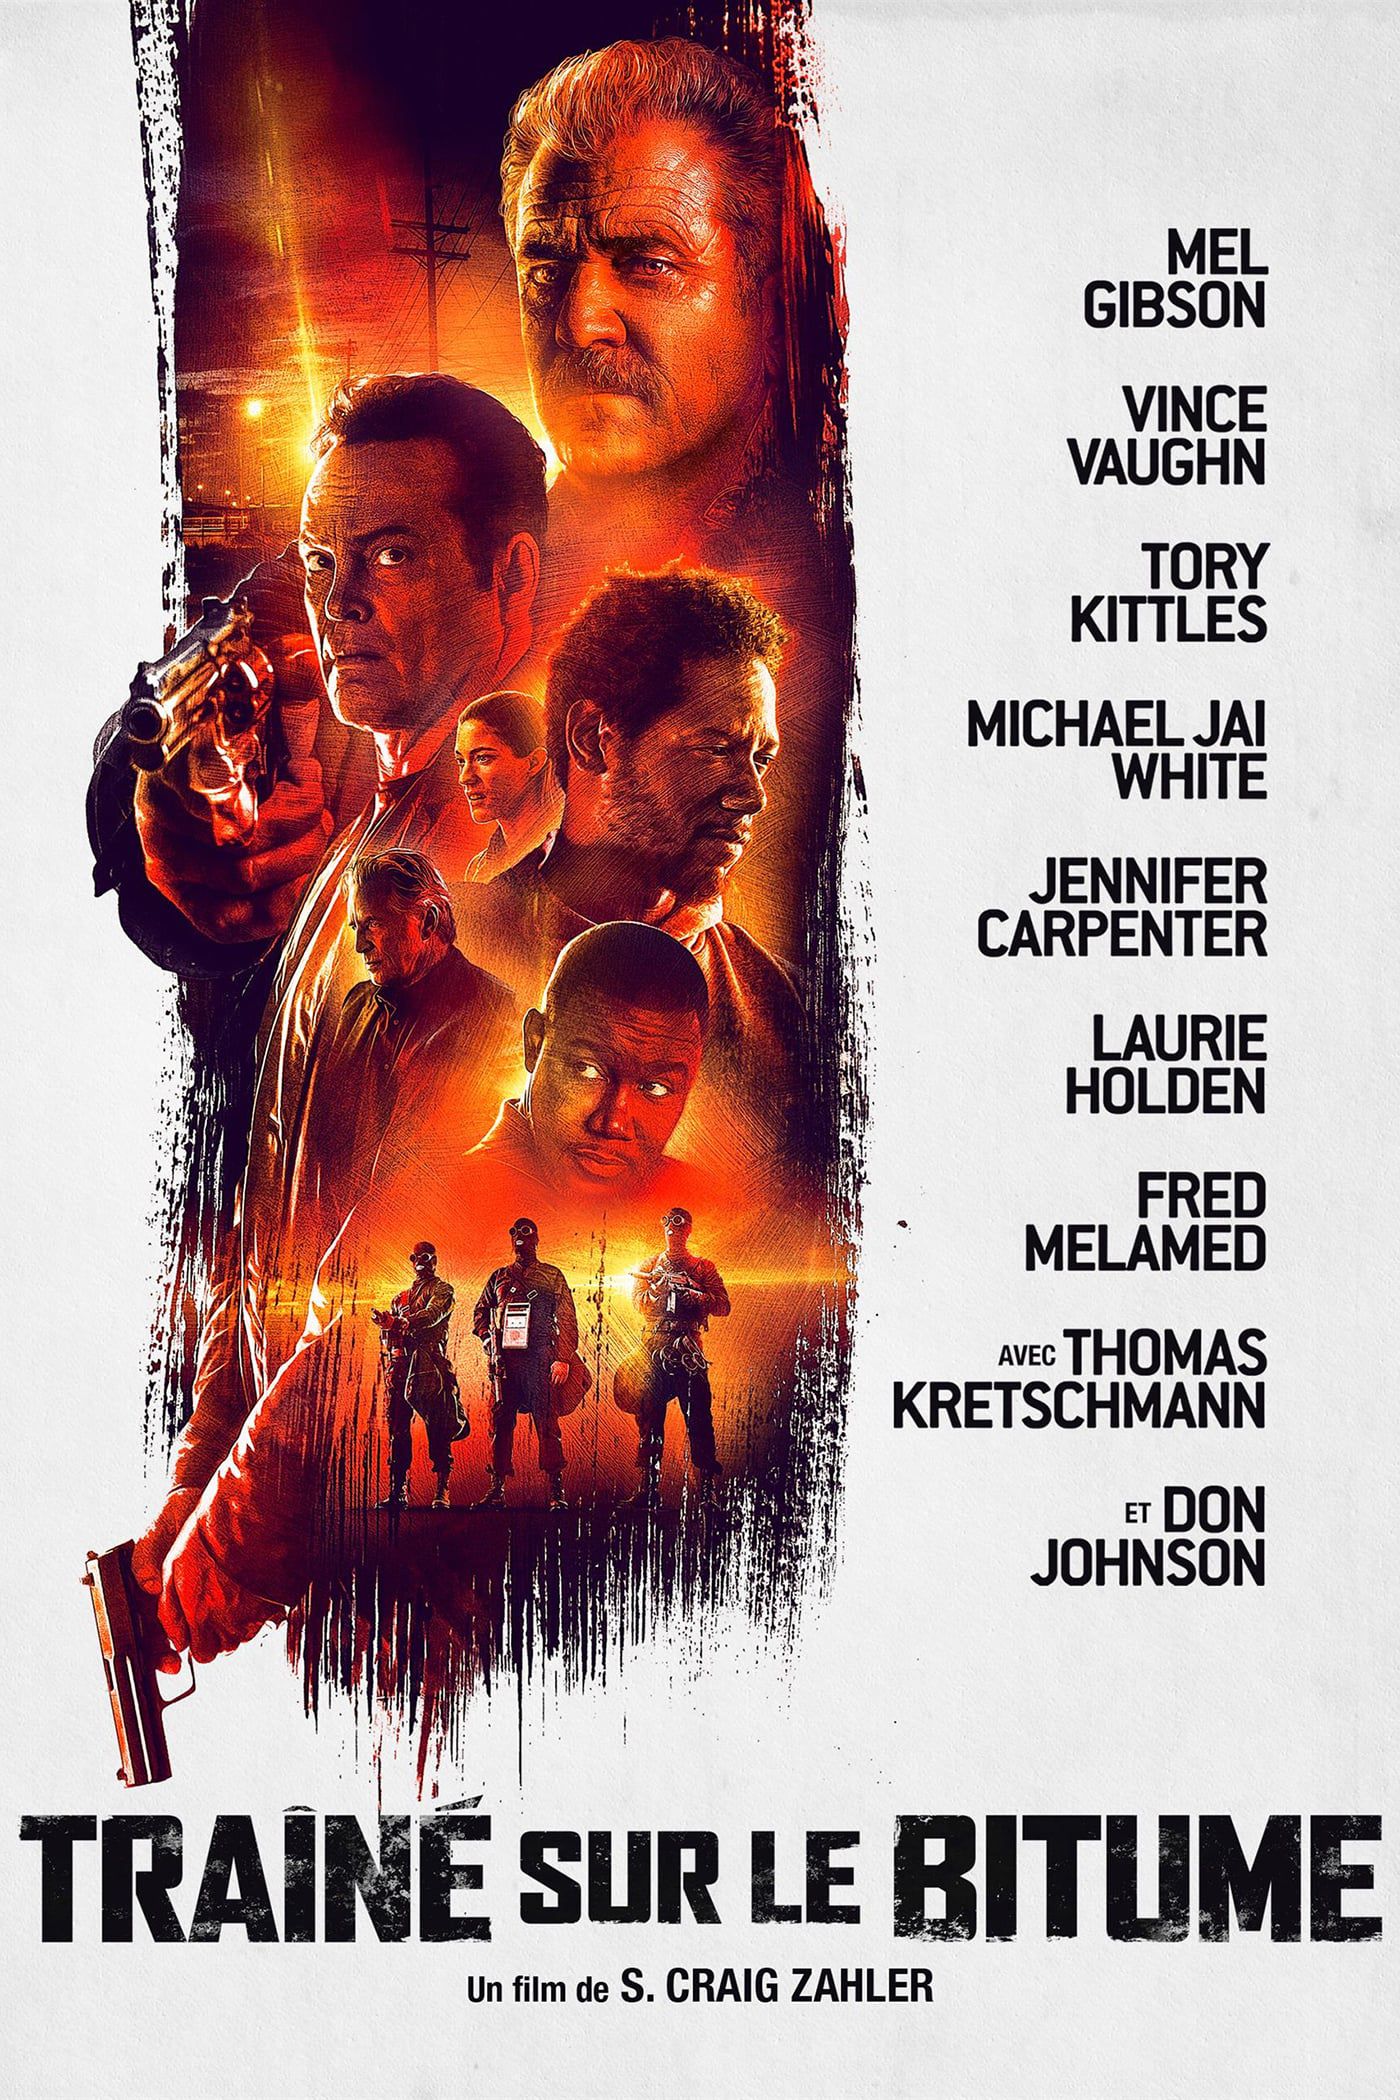 MEL
GIBSON
VINCE
VAUGHN
TORY
KITTLES
MICHAEL JAI
WHITE
JENNIFER
CARPENTER
LAURIE
HOLDEN
FRED
MELAMED
AVEC THOMAS
KRETSCHMANN
ET DON
JOHNSON
TRAÎNÉ SUR LE BITUME
Un film de S. CRAIG ZAHLER